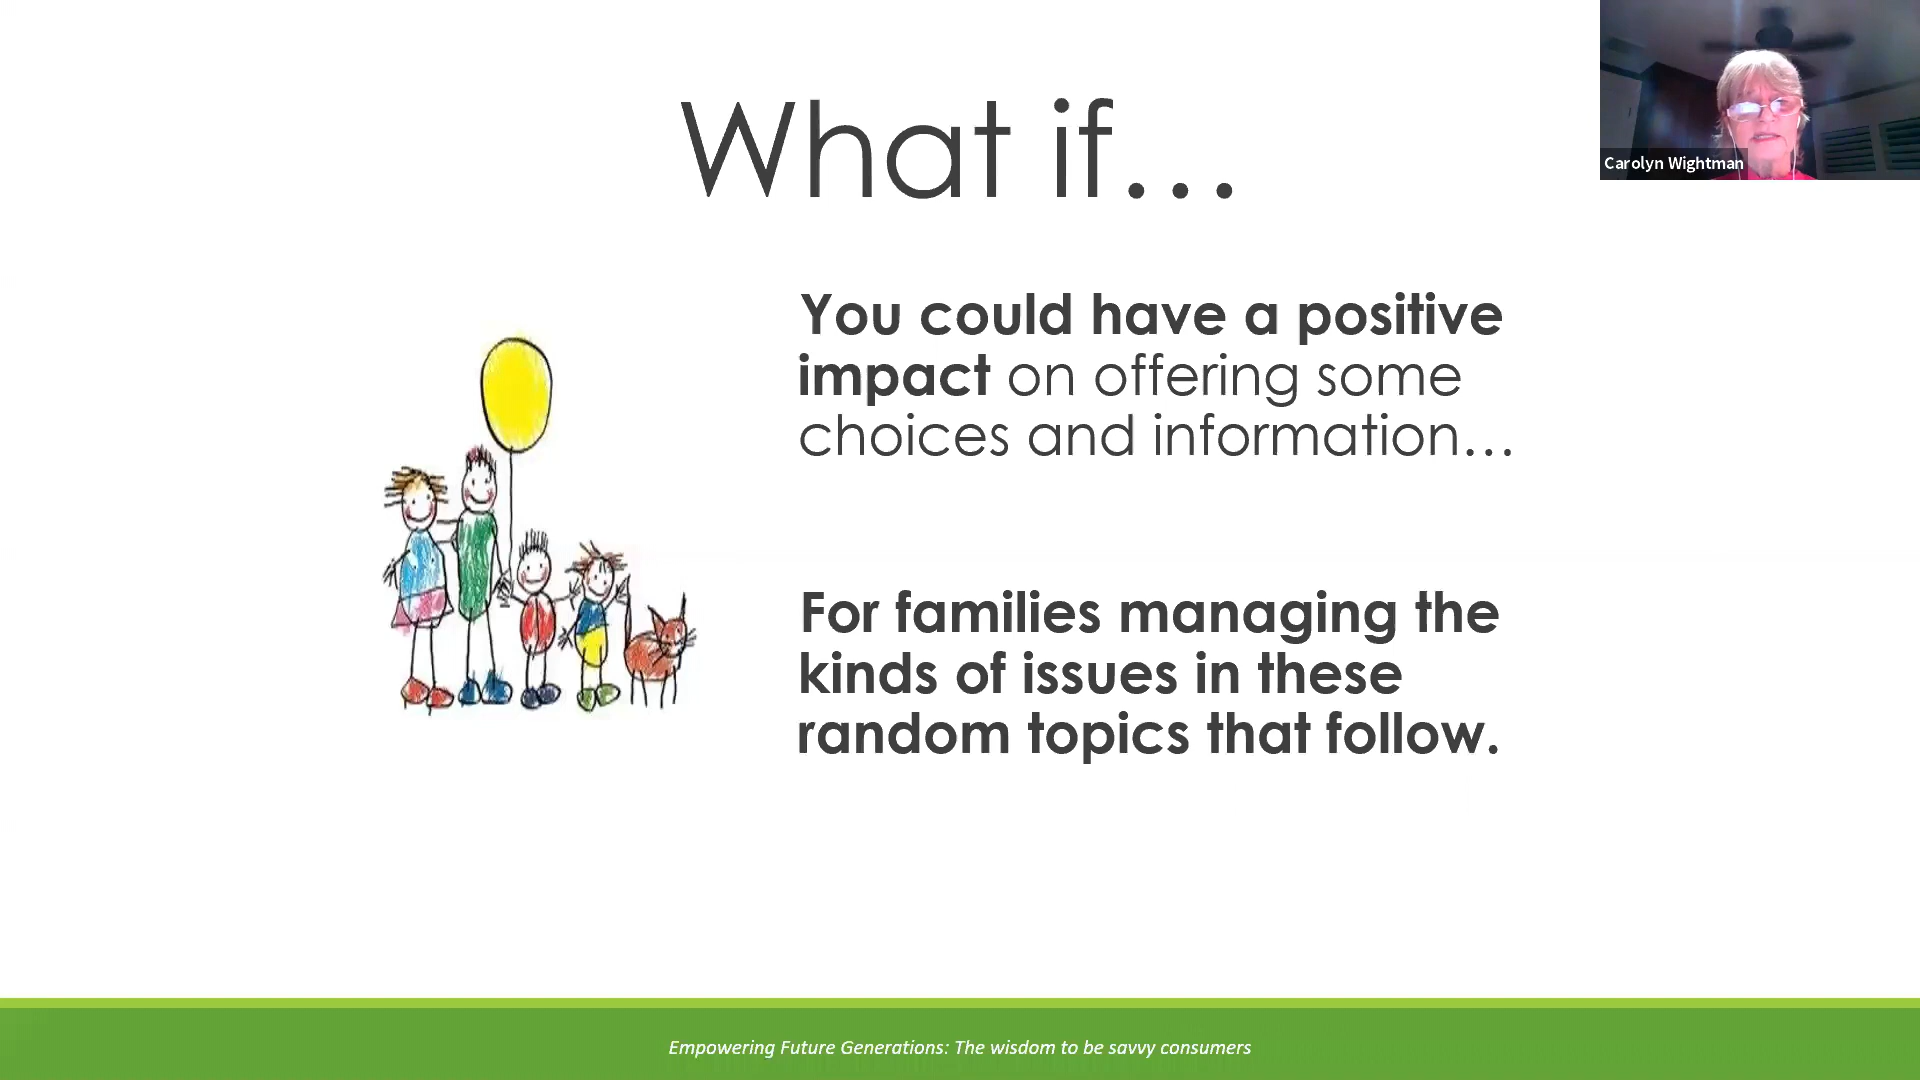 What if…
Carolyn Wightman
You could have a positive
impact on offering some
choices and information…
For families managing the
kinds of issues in these
random topics that follow.
Empowering Future Generations: The wisdom to be savvy consumers